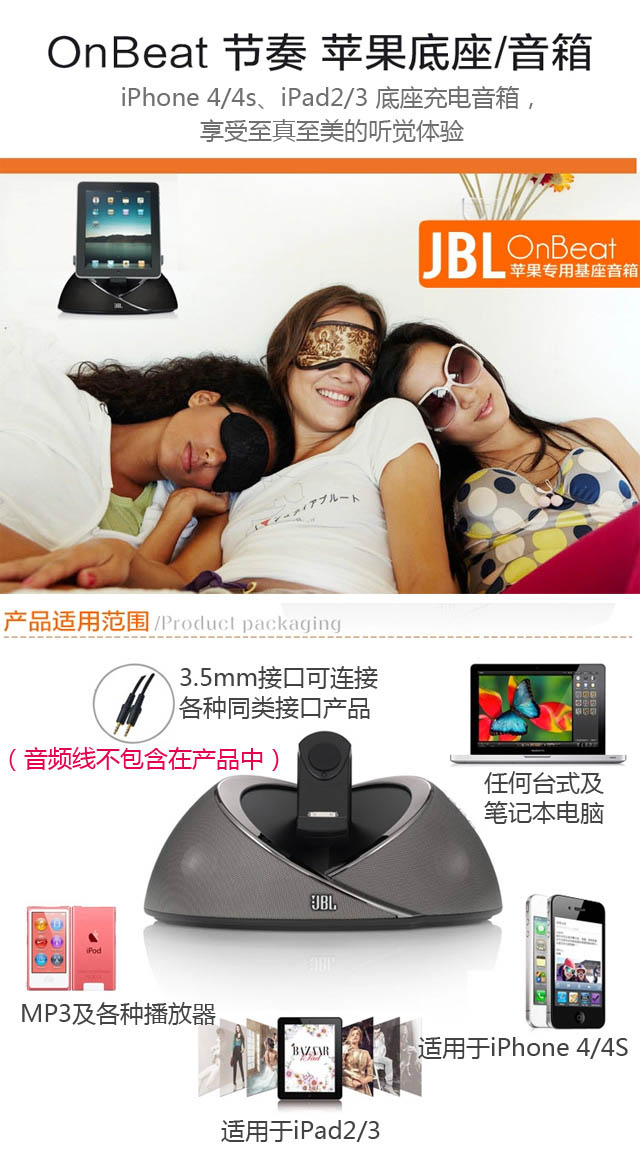 OnBeat 节奏 苹果底座/音箱
iPhone 4/4s、iPad2/3 底座充电音箱，
享受至真至美的听觉体验
JBL
JBL OnBeat
苹果专用基座音箱
产品适用范围/Product packaging
3.5mm接口可连接
各种同类接口产品
（音频线不包含在产品中）
任何台式及
笔记本电脑
JBL
iPod
MP3及各种播放器
BAZAAR
适用于iPhone 4/4S
适用于iPad2/3